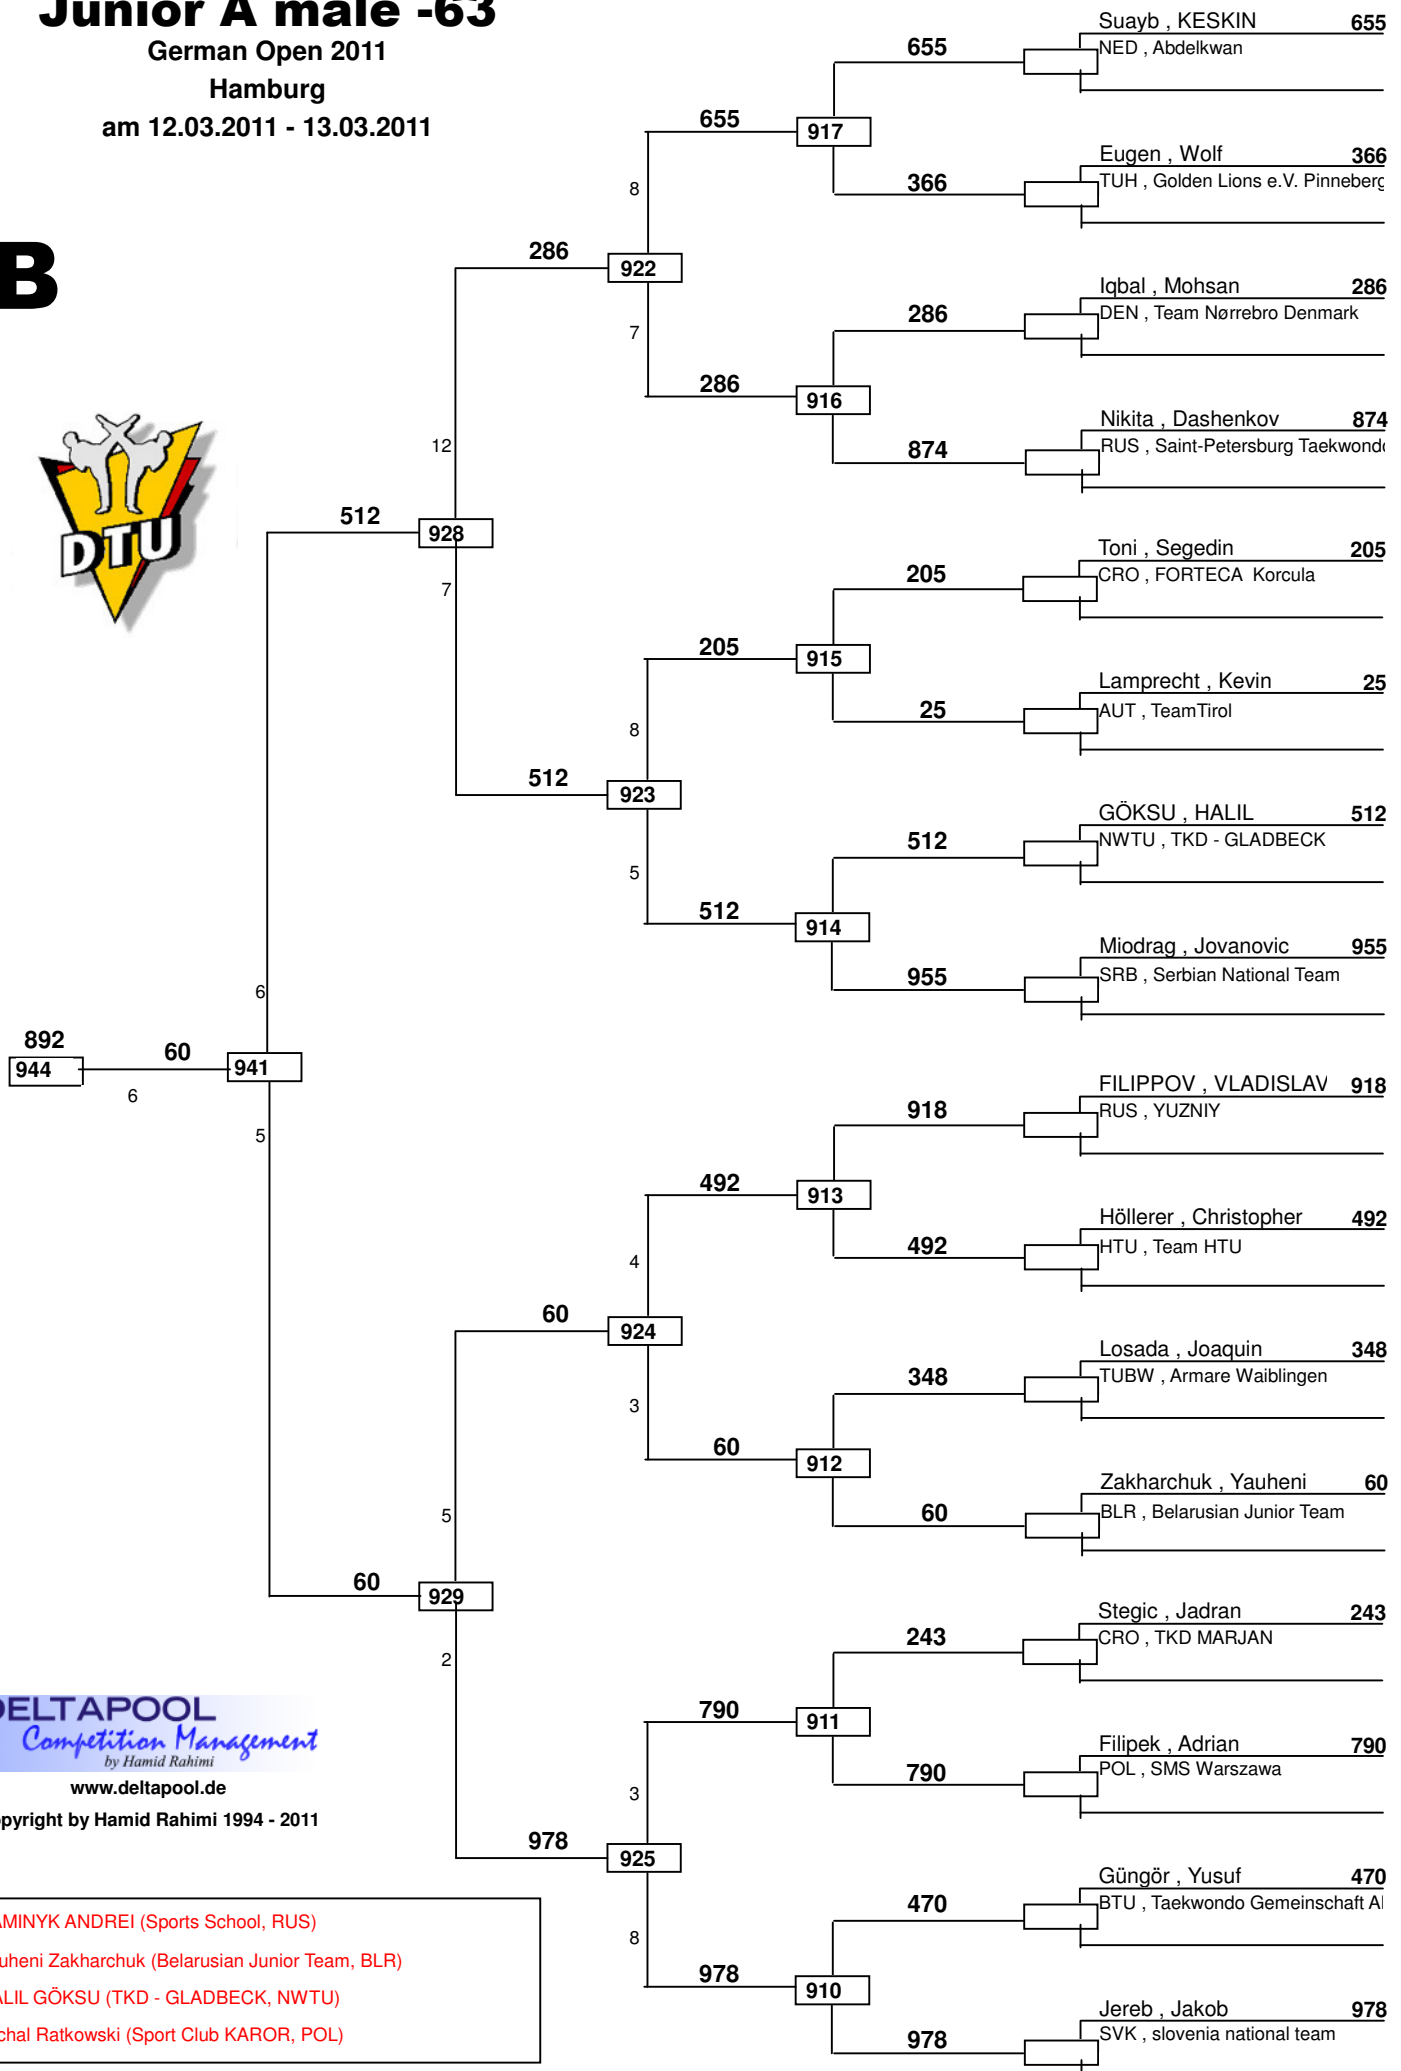 Junior A male -63
German Open 2011
Hamburg
am 12.03.2011 - 13.03.2011
B
DTU
Suayb , KESKIN 655
NED , Abdelkwan
655
917
655
Eugen , Wolf 366
TUH , Golden Lions e.V. Pinneberg
366
8
286
922
7
Iqbal , Mohsan 286
DEN , Team Nørrebro Denmark
286
286
916
Nikita , Dashenkov 874
RUS , Saint-Petersburg Taekwondo
874
12
512
928
7
Toni , Segedin 205
CRO , FORTECA Korcula
205
205
915
Lamprecht , Kevin 25
AUT , TeamTirol
25
8
512
923
5
GÖKSU , HALIL 512
NWTU , TKD - GLADBECK
512
512
914
Miodrag , Jovanovic 955
SRB , Serbian National Team
955
6
892
944
60
941
6
5
FILIPPOV , VLADISLAV 918
RUS , YUZNIY
918
492
913
Höllerer , Christopher 492
HTU , Team HTU
492
4
60
924
3
Losada , Joaquin 348
TUBW , Armare Waiblingen
348
60
912
Zakharchuk , Yauheni 60
BLR , Belarusian Junior Team
60
5
60
929
2
Stegic , Jadran 243
CRO , TKD MARJAN
243
790
911
Filipek , Adrian 790
POL , SMS Warszawa
790
3
978
925
8
Güngör , Yusuf 470
BTU , Taekwondo Gemeinschaft Al
470
978
910
Jereb , Jakob 978
SVK , slovenia national team
978
DELTAPOOL
Competition Management
by Hamid Rahimi
www.deltapool.de
opyright by Hamid Rahimi 1994 - 2011
AMINYK ANDREI (Sports School, RUS)
uheni Zakharchuk (Belarusian Junior Team, BLR)
ALIL GÖKSU (TKD - GLADBECK, NWTU)
chal Ratkowski (Sport Club KAROR, POL)